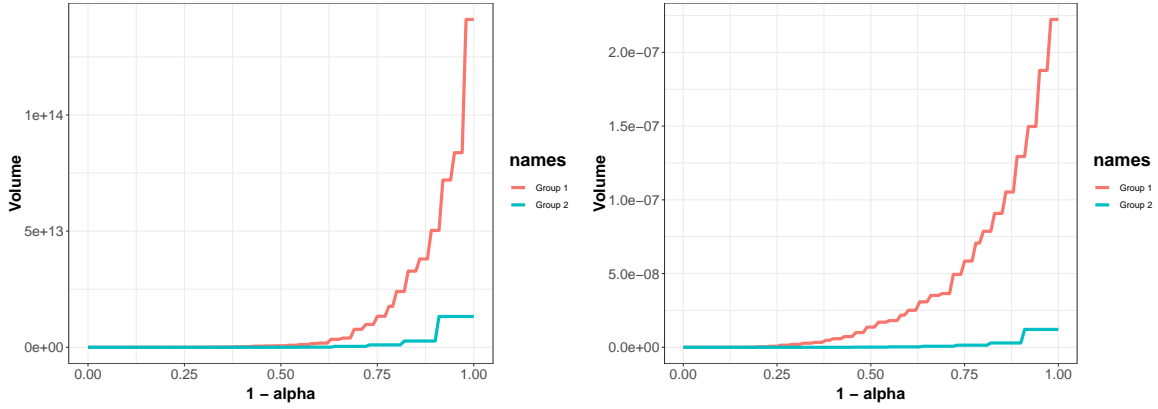 1e+14
5e+13
0e+00
Volume
0.00 0.25 0.50 0.75 1.00
1 − alpha
names
Group 1
Group 2
2.0e−07
1.5e−07
1.0e−07
5.0e−08
0.0e+00
Volume
0.00 0.25 0.50 0.75 1.00
1 − alpha
names
Group 1
Group 2